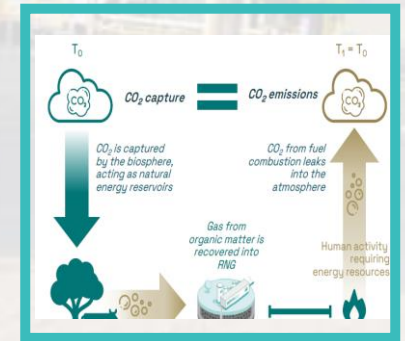 T₀
T₁ = T₀
CO₂
CO₂ capture
CO₂ emissions
CO₂
CO₂ is captured
by the biosphere,
acting as natural
energy reservoirs
CO₂ from fuel
combustion leaks
into the
atmosphere
Gas from
organic matter is
recovered into
RNG
Human activity
requiring
energy resources